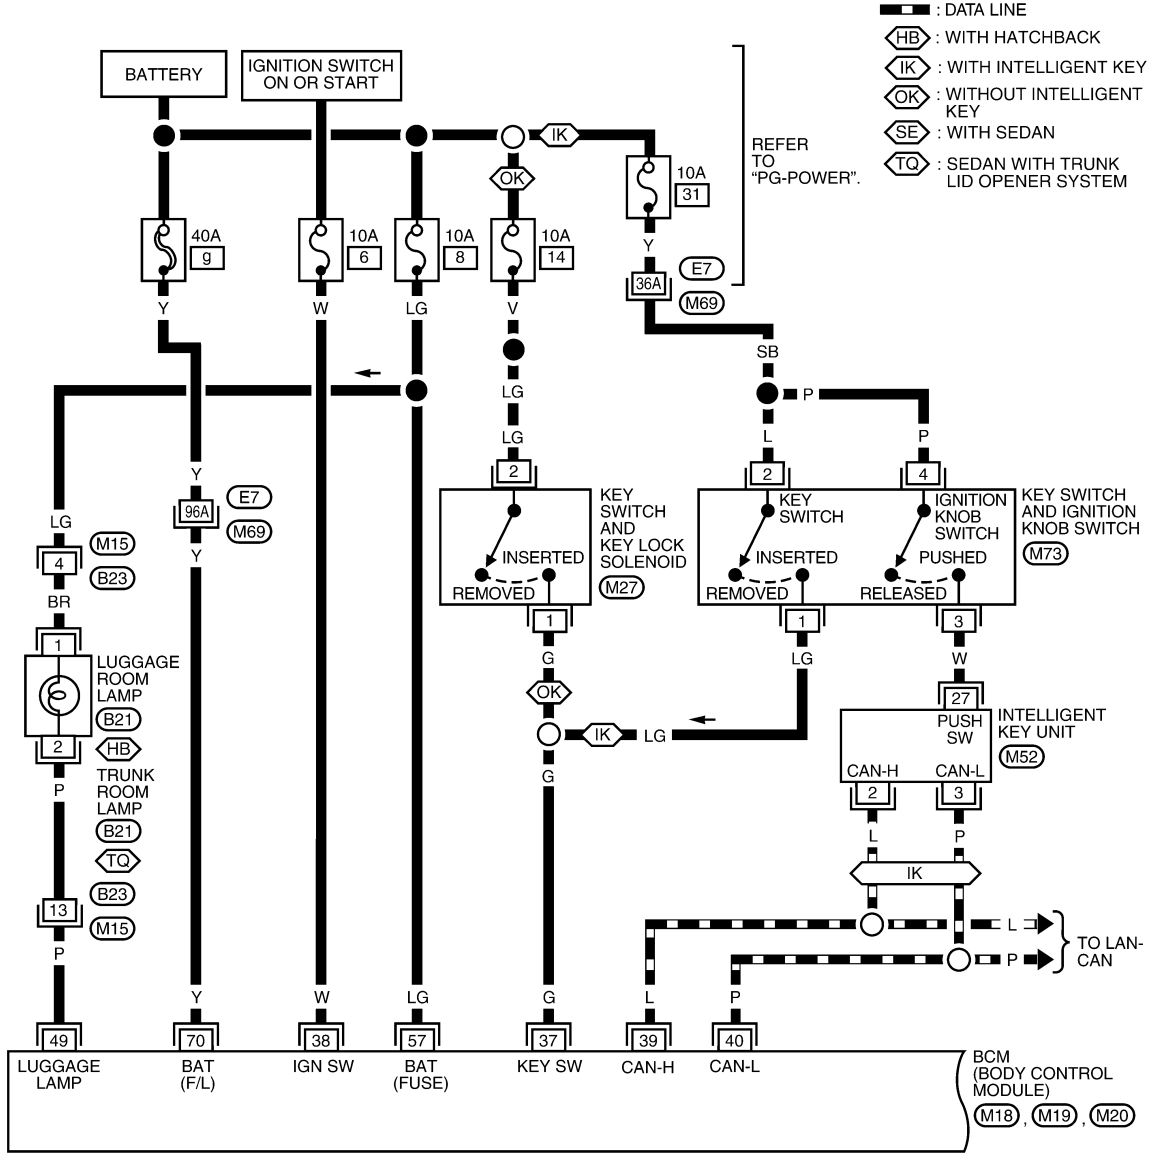 : DATA LINE
HB : WITH HATCHBACK
IK : WITH INTELLIGENT KEY
OK : WITHOUT INTELLIGENT
KEY
SE : WITH SEDAN
TQ : SEDAN WITH TRUNK
LID OPENER SYSTEM
BATTERY
IGNITION SWITCH
ON OR START
IK
OK
REFER
TO
"PG-POWER".
10A
31
40A
g
10A
6
10A
8
10A
14
Y
36A
E7
M69
Y
W
LG
V
SB
LG
P
LG
L
P
2
2
4
Y
96A
E7
M69
Y
KEY
SWITCH
AND
KEY LOCK
SOLENOID
M27
INSERTED
REMOVED
KEY
SWITCH
INSERTED
REMOVED
IGNITION
KNOB
SWITCH
PUSHED
RELEASED
KEY SWITCH
AND IGNITION
KNOB SWITCH
M73
LG
4
M15
B23
BR
1
LUGGAGE
ROOM
LAMP
B21
HB
2
TRUNK
ROOM
LAMP
B21
TQ
P
13
B23
M15
P
1
G
OK
IK
LG
G
1
LG
3
W
27
PUSH
SW
INTELLIGENT
KEY UNIT
M52
CAN-H
CAN-L
2
3
L
P
IK
L
P
TO LAN-
CAN
Y
W
LG
G
L
P
49
70
38
57
37
39
40
LUGGAGE
LAMP
BAT
(F/L)
IGN SW
BAT
(FUSE)
KEY SW
CAN-H
CAN-L
BCM
(BODY CONTROL
MODULE)
M18 , M19 , M20